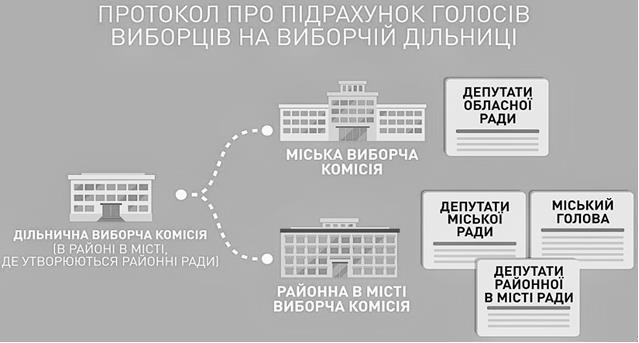 ПРОТОКОЛ ПРО ПІДРАХУНОК ГОЛОСІВ
ВИБОРЦІВ НА ВИБОРЧІЙ ДІЛЬНИЦІ
ДІЛЬНИЧНА ВИБОРЧА КОМІСІЯ
(В РАЙОНІ В МІСТІ,
ДЕ УТВОРЮЮТЬСЯ РАЙОННІ РАДИ)
МІСЬКА ВИБОРЧА
КОМІСІЯ
ДЕПУТАТИ
ОБЛАСНОЇ
РАДИ
РАЙОННА В МІСТІ
ВИБОРЧА КОМІСІЯ
ДЕПУТАТИ
МІСЬКОЇ
РАДИ
МІСЬКИЙ
ГОЛОВА
ДЕПУТАТИ
РАЙОННОЇ
В МІСТІ РАДИ